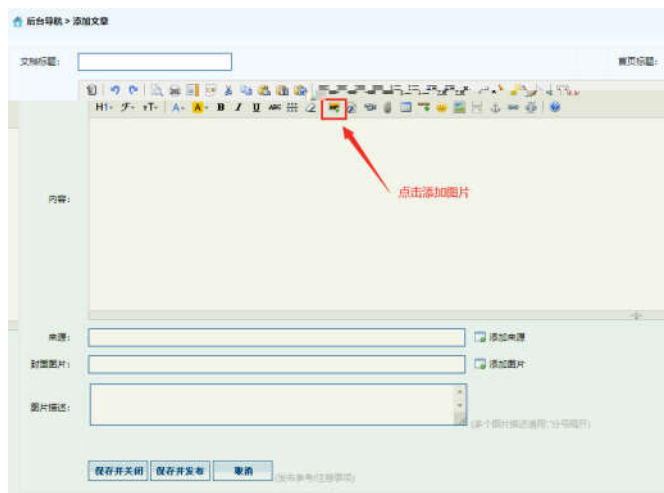 后台导航 > 添加文章
文档标题:
首页标题:
H1 F TT A A B I U ABC
点击添加图片
内容:
来源:
添加来源
封面图片:
添加图片
图片描述:
(多个图片描述请用","分号隔开)
保存并关闭 保存并发布 取消